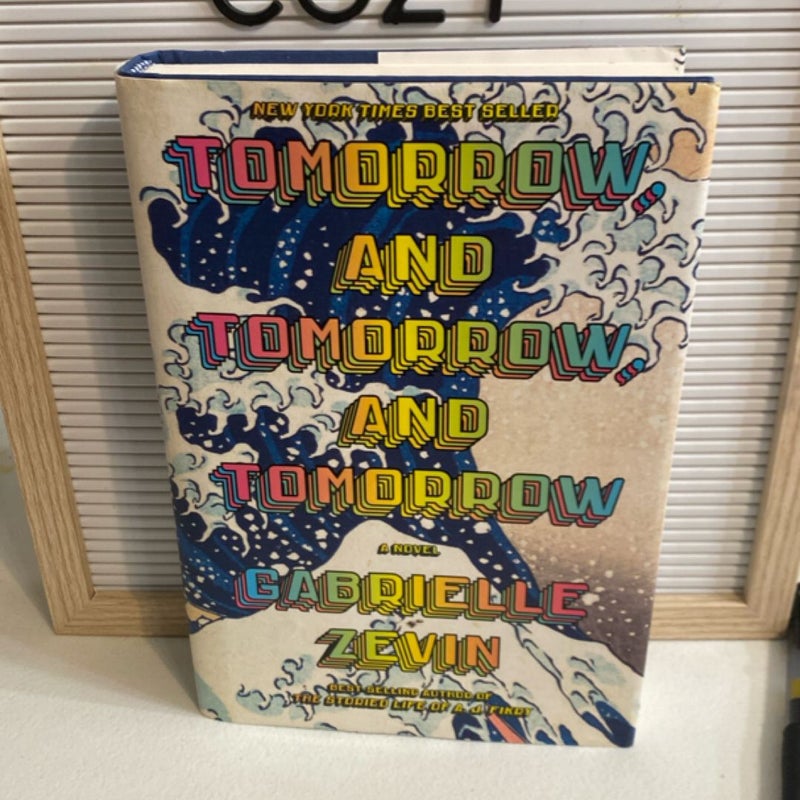 COZY
NEW YORK TIMES BEST SELLER
TOMORROW,
AND
TOMORROW,
AND
TOMORROW
A NOVEL
GABRIELLE
ZEVIN
BEST-SELLING AUTHOR OF
THE STORIED LIFE OF A. J. FIKRY